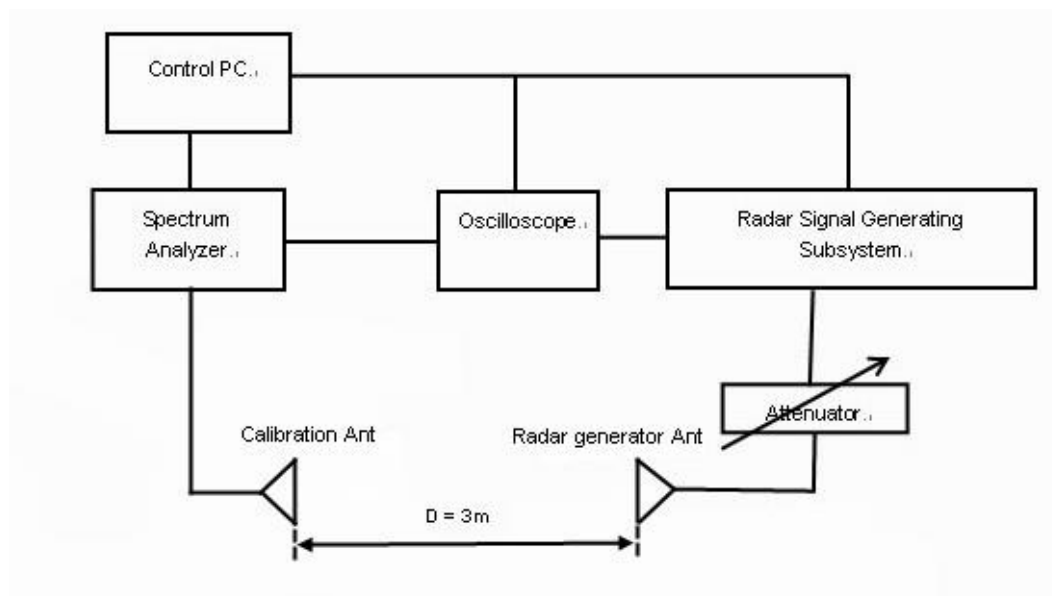 Control PC.
Spectrum
Analyzer.
Oscilloscope.
Radar Signal Generating
Subsystem.
Attenuator.
Calibration Ant
Radar generator Ant
D = 3m